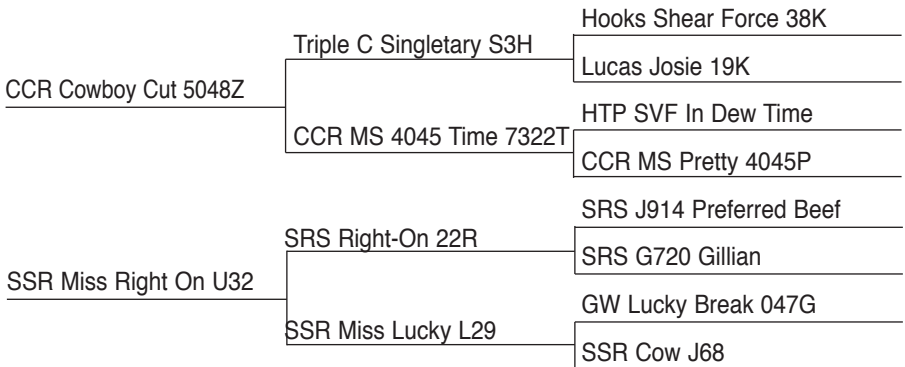 Hooks Shear Force 38K
Triple C Singletary S3H
Lucas Josie 19K
CCR Cowboy Cut 5048Z
HTP SVF In Dew Time
CCR MS 4045 Time 7322T
CCR MS Pretty 4045P
SRS J914 Preferred Beef
SRS Right-On 22R
SRS G720 Gillian
SSR Miss Right On U32
GW Lucky Break 047G
SSR Miss Lucky L29
SSR Cow J68